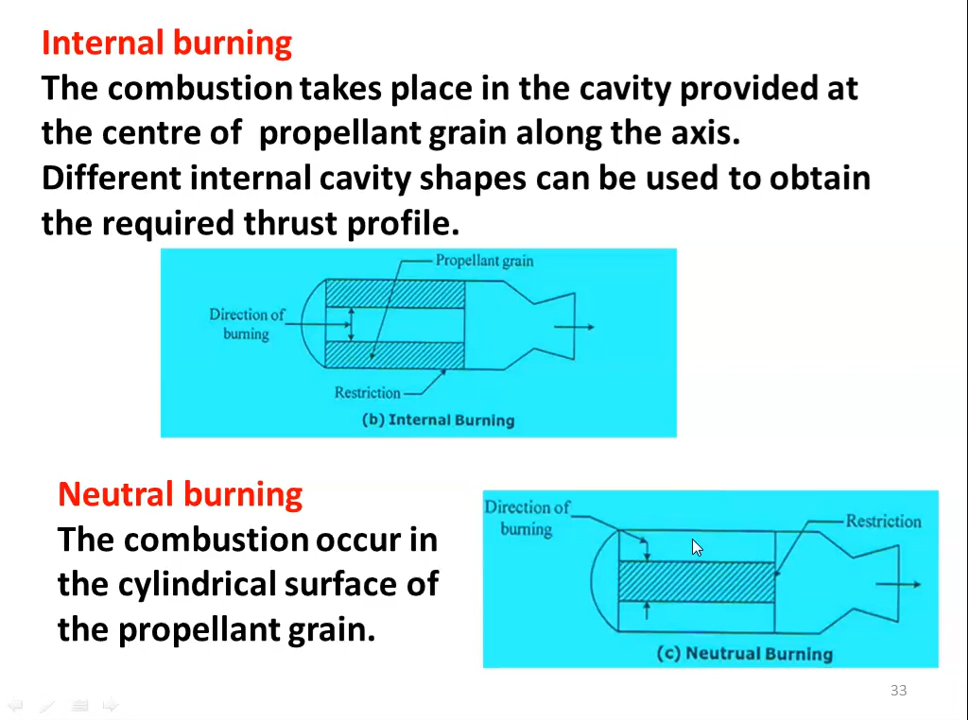 Internal burning
The combustion takes place in the cavity provided at
the centre of propellant grain along the axis.
Different internal cavity shapes can be used to obtain
the required thrust profile.
Propellant grain
Direction of
burning
Restriction
(b) Internal Burning
Neutral burning
The combustion occur in
the cylindrical surface of
the propellant grain.
Direction of
burning
Restriction
(c) Neutrual Burning
33